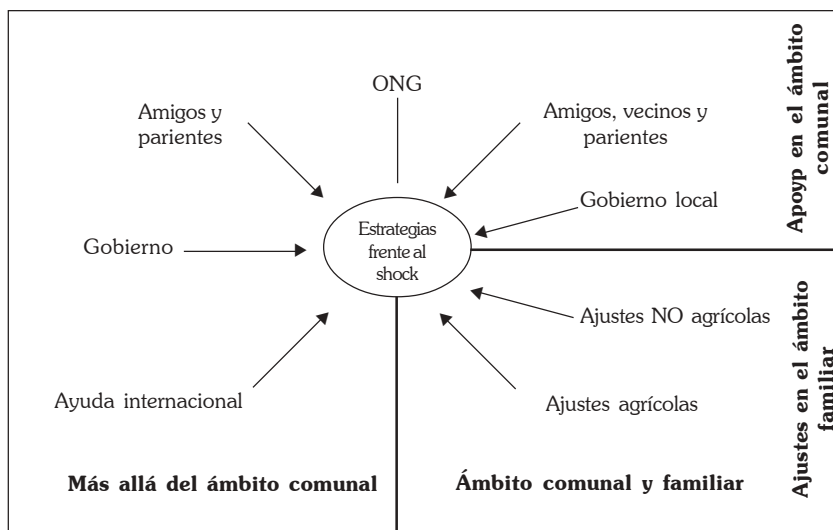 ONG
Amigos y
parientes
Amigos, vecinos y
parientes
Gobierno local
Gobierno
Estrategias
frente al
shock
Ajustes NO agrícolas
Ayuda internacional
Ajustes agrícolas
Más allá del ámbito comunal
Ámbito comunal y familiar
Apoyp en el ámbito
comunal
Ajustes en el ámbito
familiar